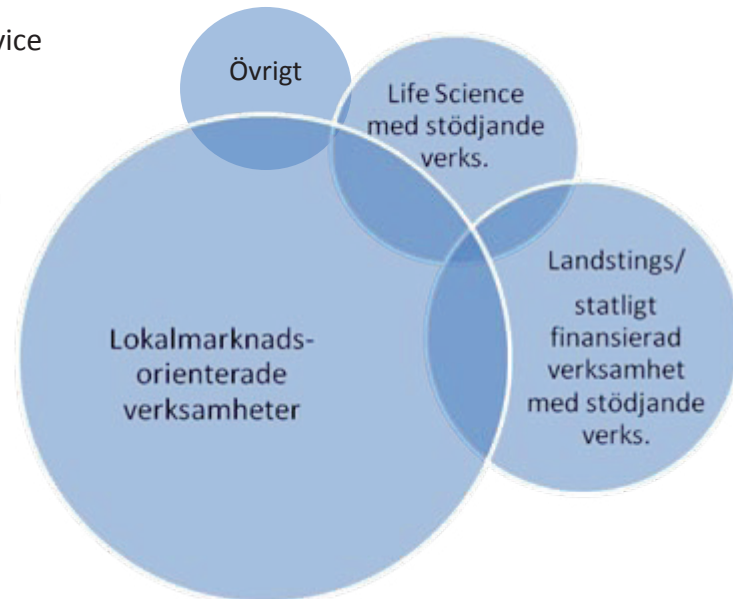 vice
Övrigt
Life Science
med stödjande
verks.
Landstings/
statligt
finansierad
verksamhet
med stödjande
verks.
Lokalmarknads-
orienterade
verksamheter